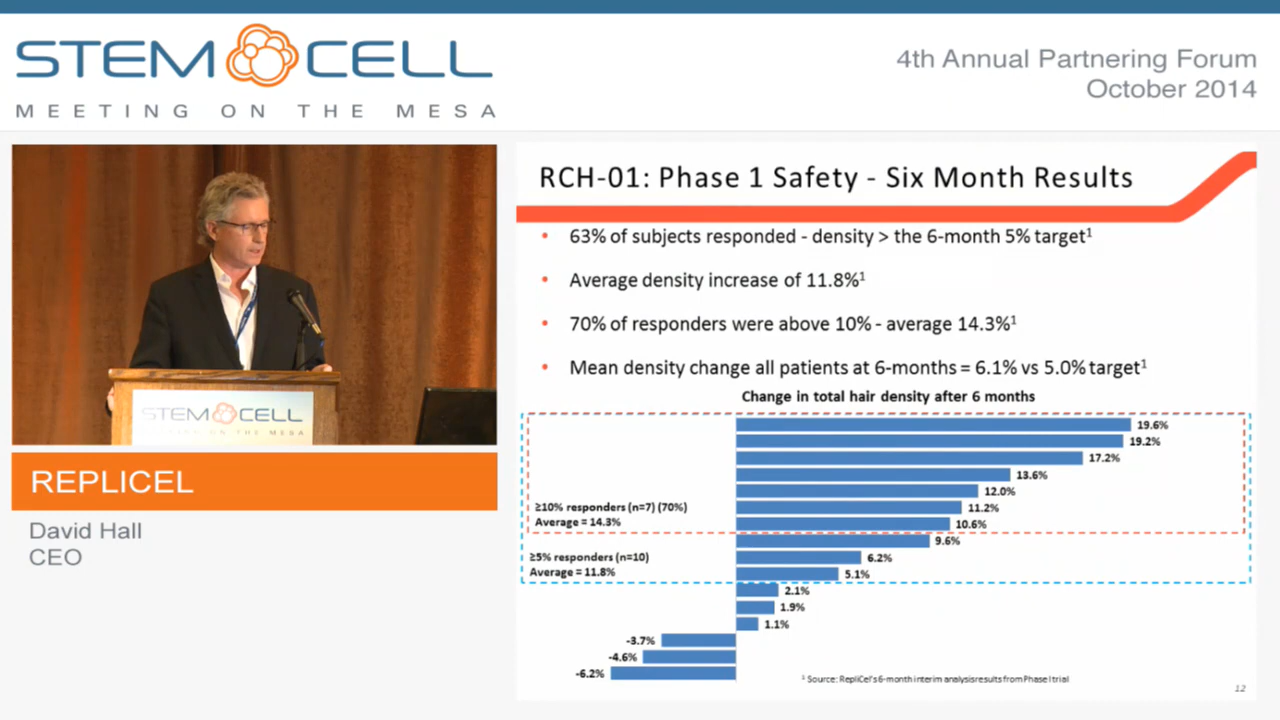 STEM CELL
MEETING ON THE MESA
4th Annual Partnering Forum
October 2014
STEM CELL
MEETING ON THE MESA
REPLICEL
David Hall
CEO
RCH-01: Phase 1 Safety - Six Month Results
• 63% of subjects responded - density > the 6-month 5% target¹
• Average density increase of 11.8%¹
• 70% of responders were above 10% - average 14.3%¹
• Mean density change all patients at 6-months = 6.1% vs 5.0% target¹
Change in total hair density after 6 months
19.6%
19.2%
17.2%
13.6%
12.0%
≥10% responders (n=7) (70%)
11.2%
Average = 14.3%
10.6%
9.6%
≥5% responders (n=10)
6.2%
Average = 11.8%
5.1%
2.1%
1.9%
1.1%
-3.7%
-4.6%
-6.2%
¹ Source: RepliCel's 6-month interim analysis results from Phase I trial
12